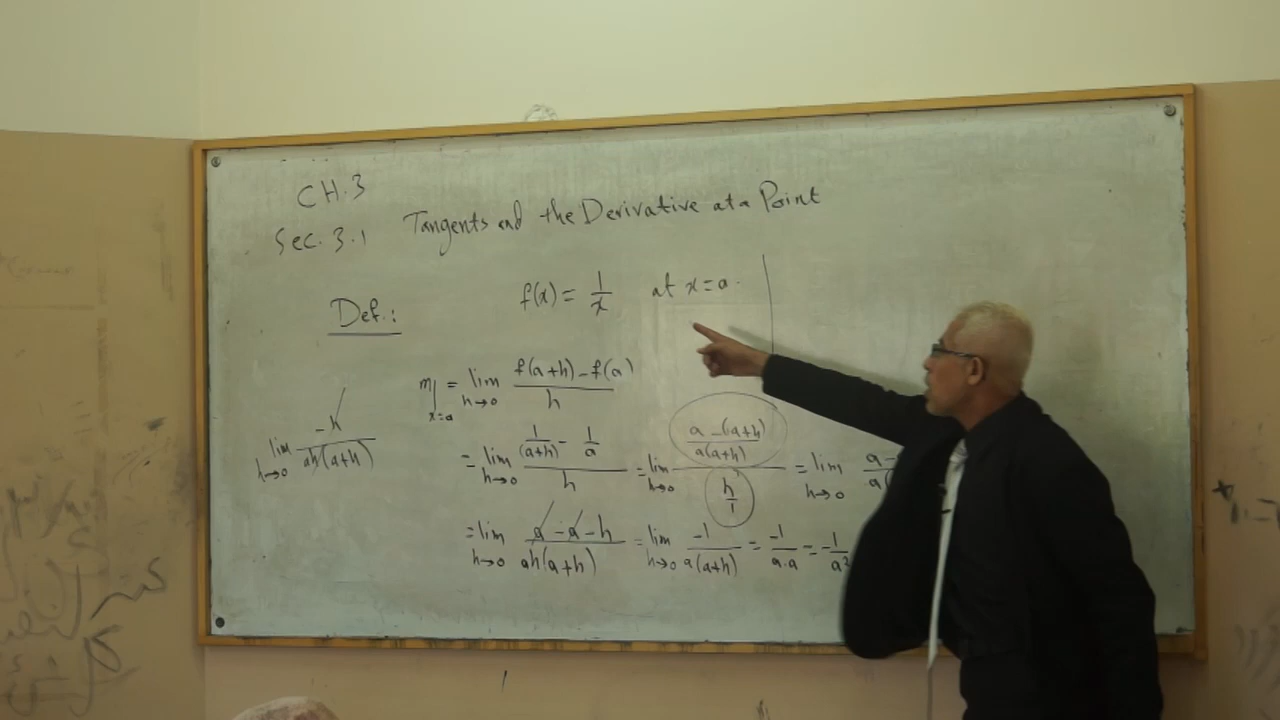 CH.3
Sec. 3.1 Tangents and the Derivative at a Point
Def.: f(x) = 1/x at x=a.
m|x=a = lim h→0 (f(a+h) - f(a))/h
lim h→0 -h/(ah(a+h))
= lim h→0 (1/(a+h) - 1/a)/h = lim h→0 ((a-(a+h))/(a(a+h)))/(h/1) = lim h→0 a-/a(
= lim h→0 (a-a-h)/(ah(a+h)) = lim h→0 -1/(a(a+h)) = -1/(a.a) = -1/a²